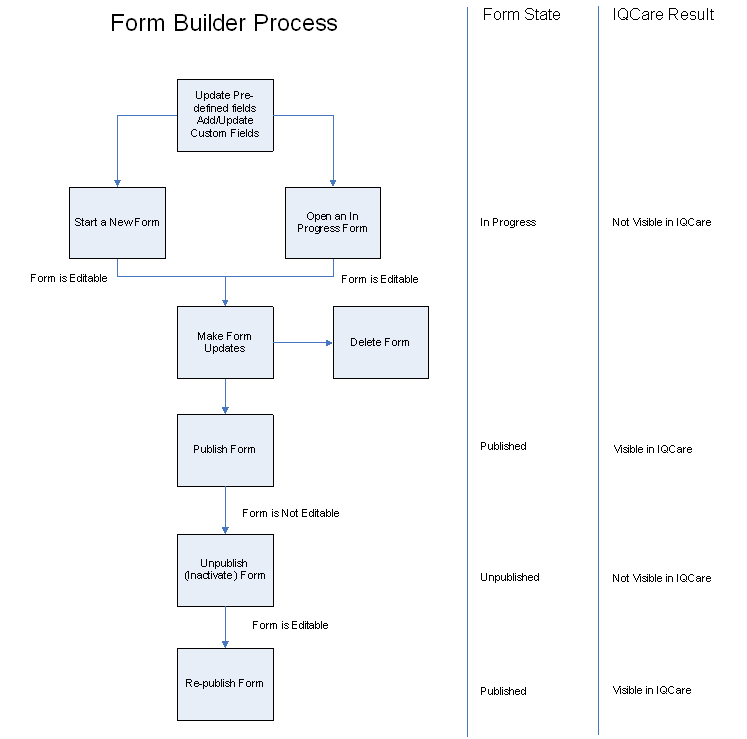 Form Builder Process
Form State
IQCare Result
Update Pre-
defined fields
Add/Update
Custom Fields
Start a New Form
Open an In
Progress Form
In Progress
Not Visible in IQCare
Form is Editable
Form is Editable
Make Form
Updates
Delete Form
Publish Form
Published
Visible in IQCare
Form is Not Editable
Unpublish
(Inactivate) Form
Unpublished
Not Visible in IQCare
Form is Editable
Re-publish Form
Published
Visible in IQCare